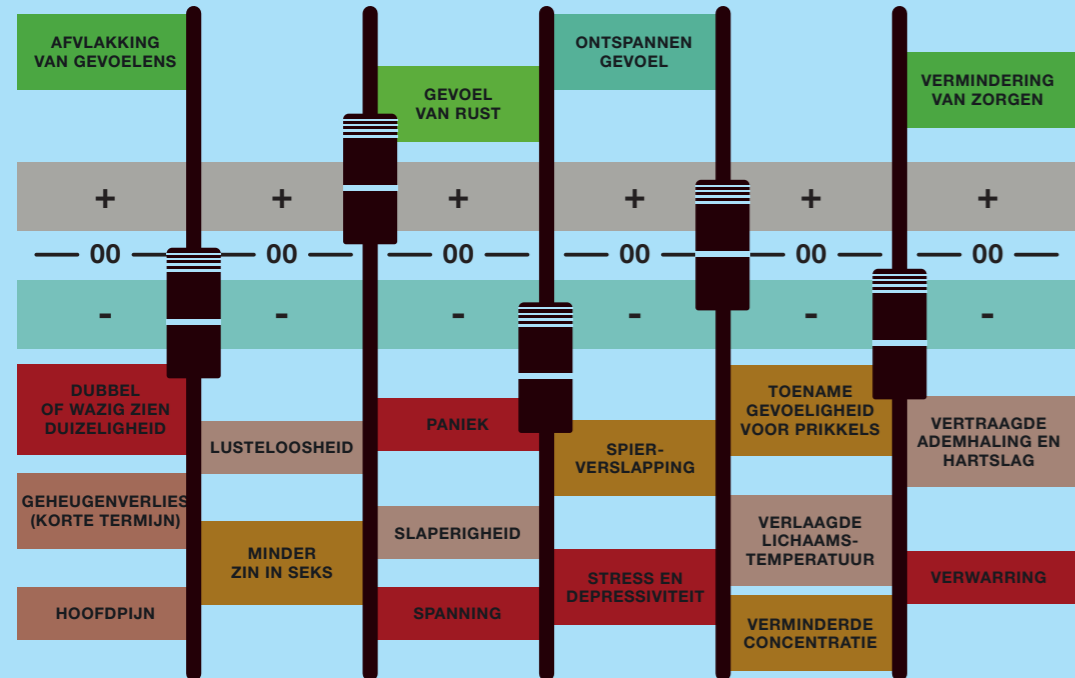 AFVLAKKING
VAN GEVOELENS
GEVOEL
VAN RUST
ONTSPANNEN
GEVOEL
VERMINDERING
VAN ZORGEN
+ + + + + +
00 00 00 00 00 00
- - - - - -
DUBBEL
OF WAZIG ZIEN
DUIZELIGHEID
GEHEUGENVERLIES
(KORTE TERMIJN)
HOOFDPIJN
LUSTELOOSHEID
MINDER
ZIN IN SEKS
PANIEK
SLAPERIGHEID
SPANNING
SPIER-
VERSLAPPING
STRESS EN
DEPRESSIVITEIT
TOENAME
GEVOELIGHEID
VOOR PRIKKELS
VERLAAGDE
LICHAAMS-
TEMPERATUUR
VERMINDERDE
CONCENTRATIE
VERTRAAGDE
ADEMHALING EN
HARTSLAG
VERWARRING